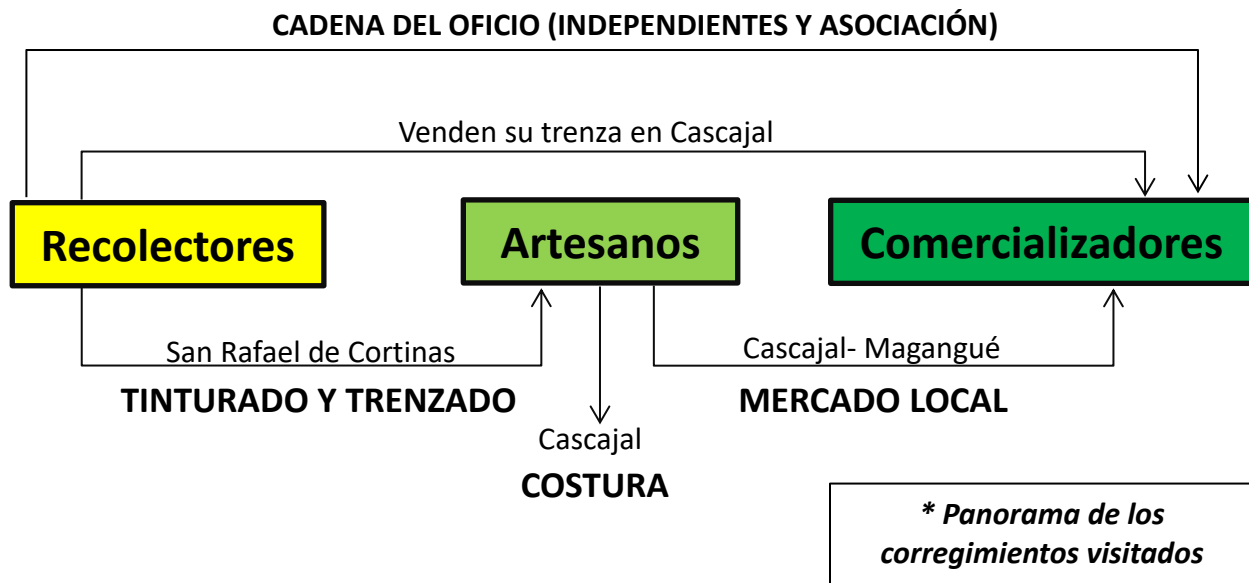 CADENA DEL OFICIO (INDEPENDIENTES Y ASOCIACIÓN)
Venden su trenza en Cascajal
Recolectores
Artesanos
Comercializadores
San Rafael de Cortinas
TINTURADO Y TRENZADO
Cascajal- Magangué
MERCADO LOCAL
Cascajal
COSTURA
* Panorama de los
corregimientos visitados